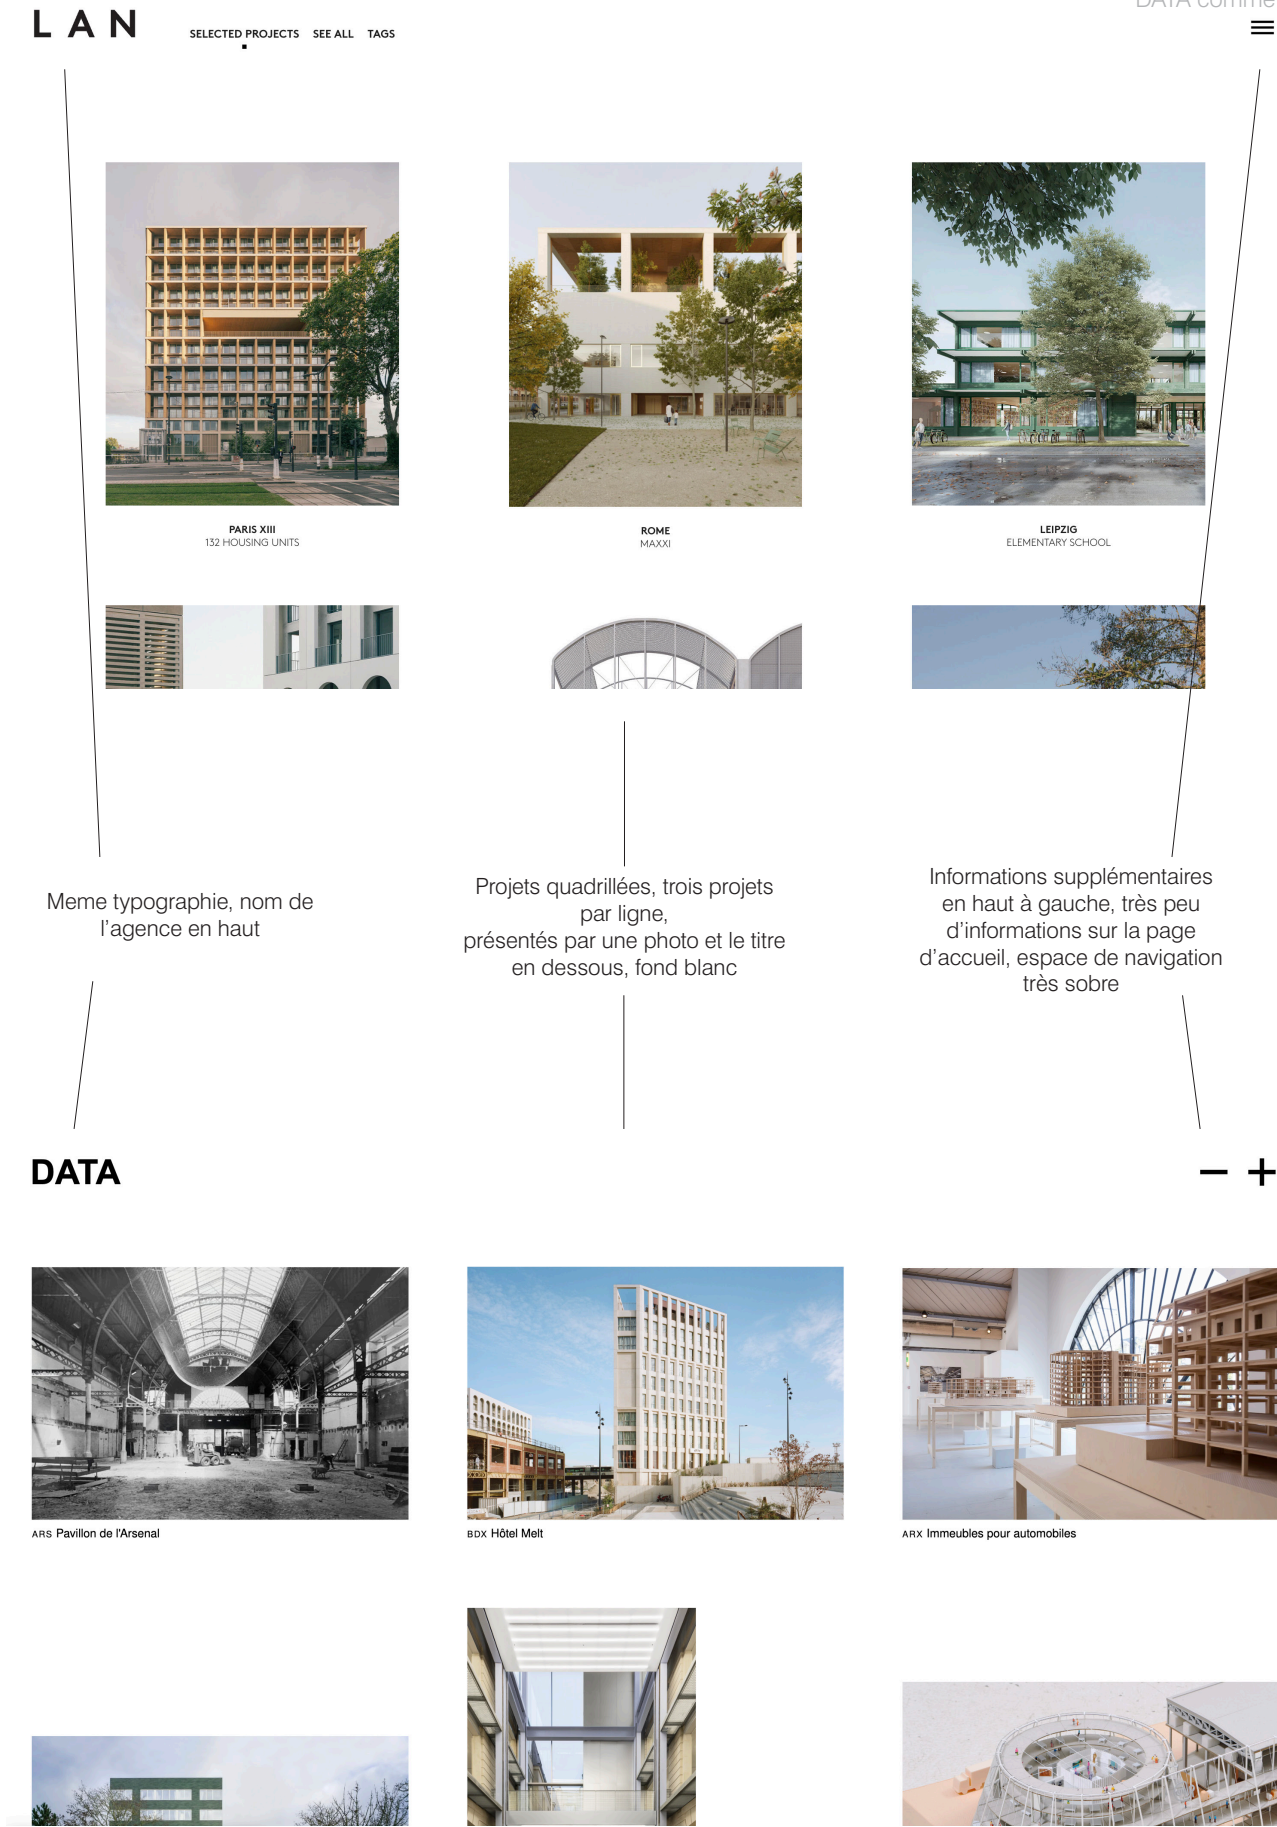 DATA comme
LAN
SELECTED PROJECTS SEE ALL TAGS
PARIS XIII
132 HOUSING UNITS
ROME
MAXXI
LEIPZIG
ELEMENTARY SCHOOL
Meme typographie, nom de
l'agence en haut
Projets quadrillées, trois projets
par ligne,
présentés par une photo et le titre
en dessous, fond blanc
Informations supplémentaires
en haut à gauche, très peu
d'informations sur la page
d'accueil, espace de navigation
très sobre
DATA
ARS Pavillon de l'Arsenal
BDX Hôtel Melt
ARX Immeubles pour automobiles